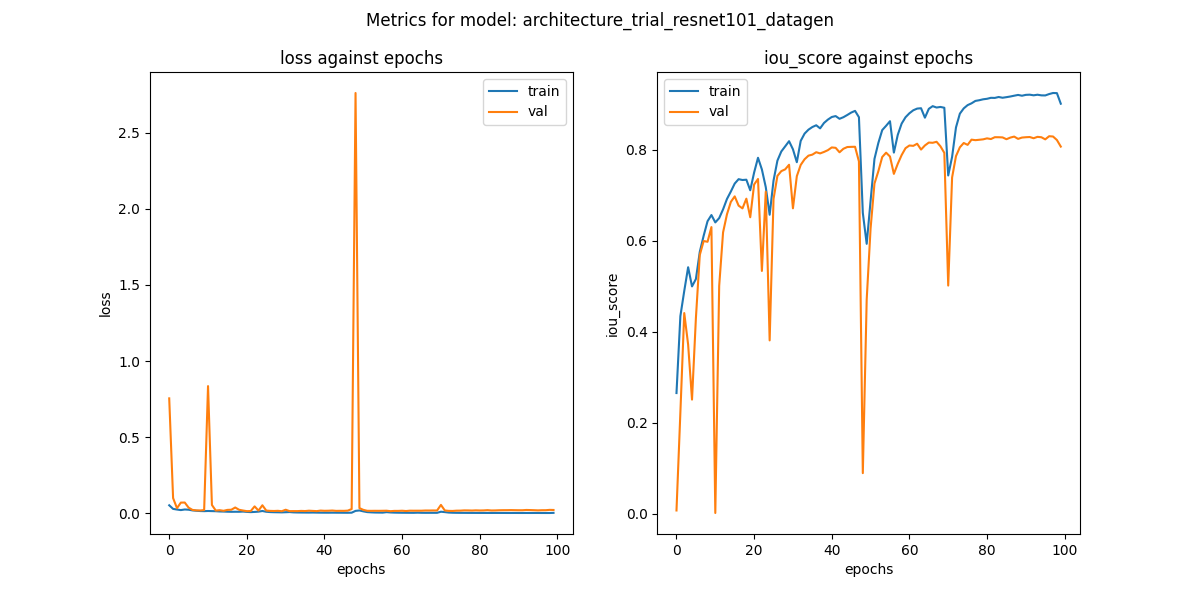 Metrics for model: architecture_trial_resnet101_datagen
loss against epochs
train
val
loss
2.5
2.0
1.5
1.0
0.5
0.0
0 20 40 60 80 100
epochs
iou_score against epochs
train
val
iou_score
0.8
0.6
0.4
0.2
0.0
0 20 40 60 80 100
epochs